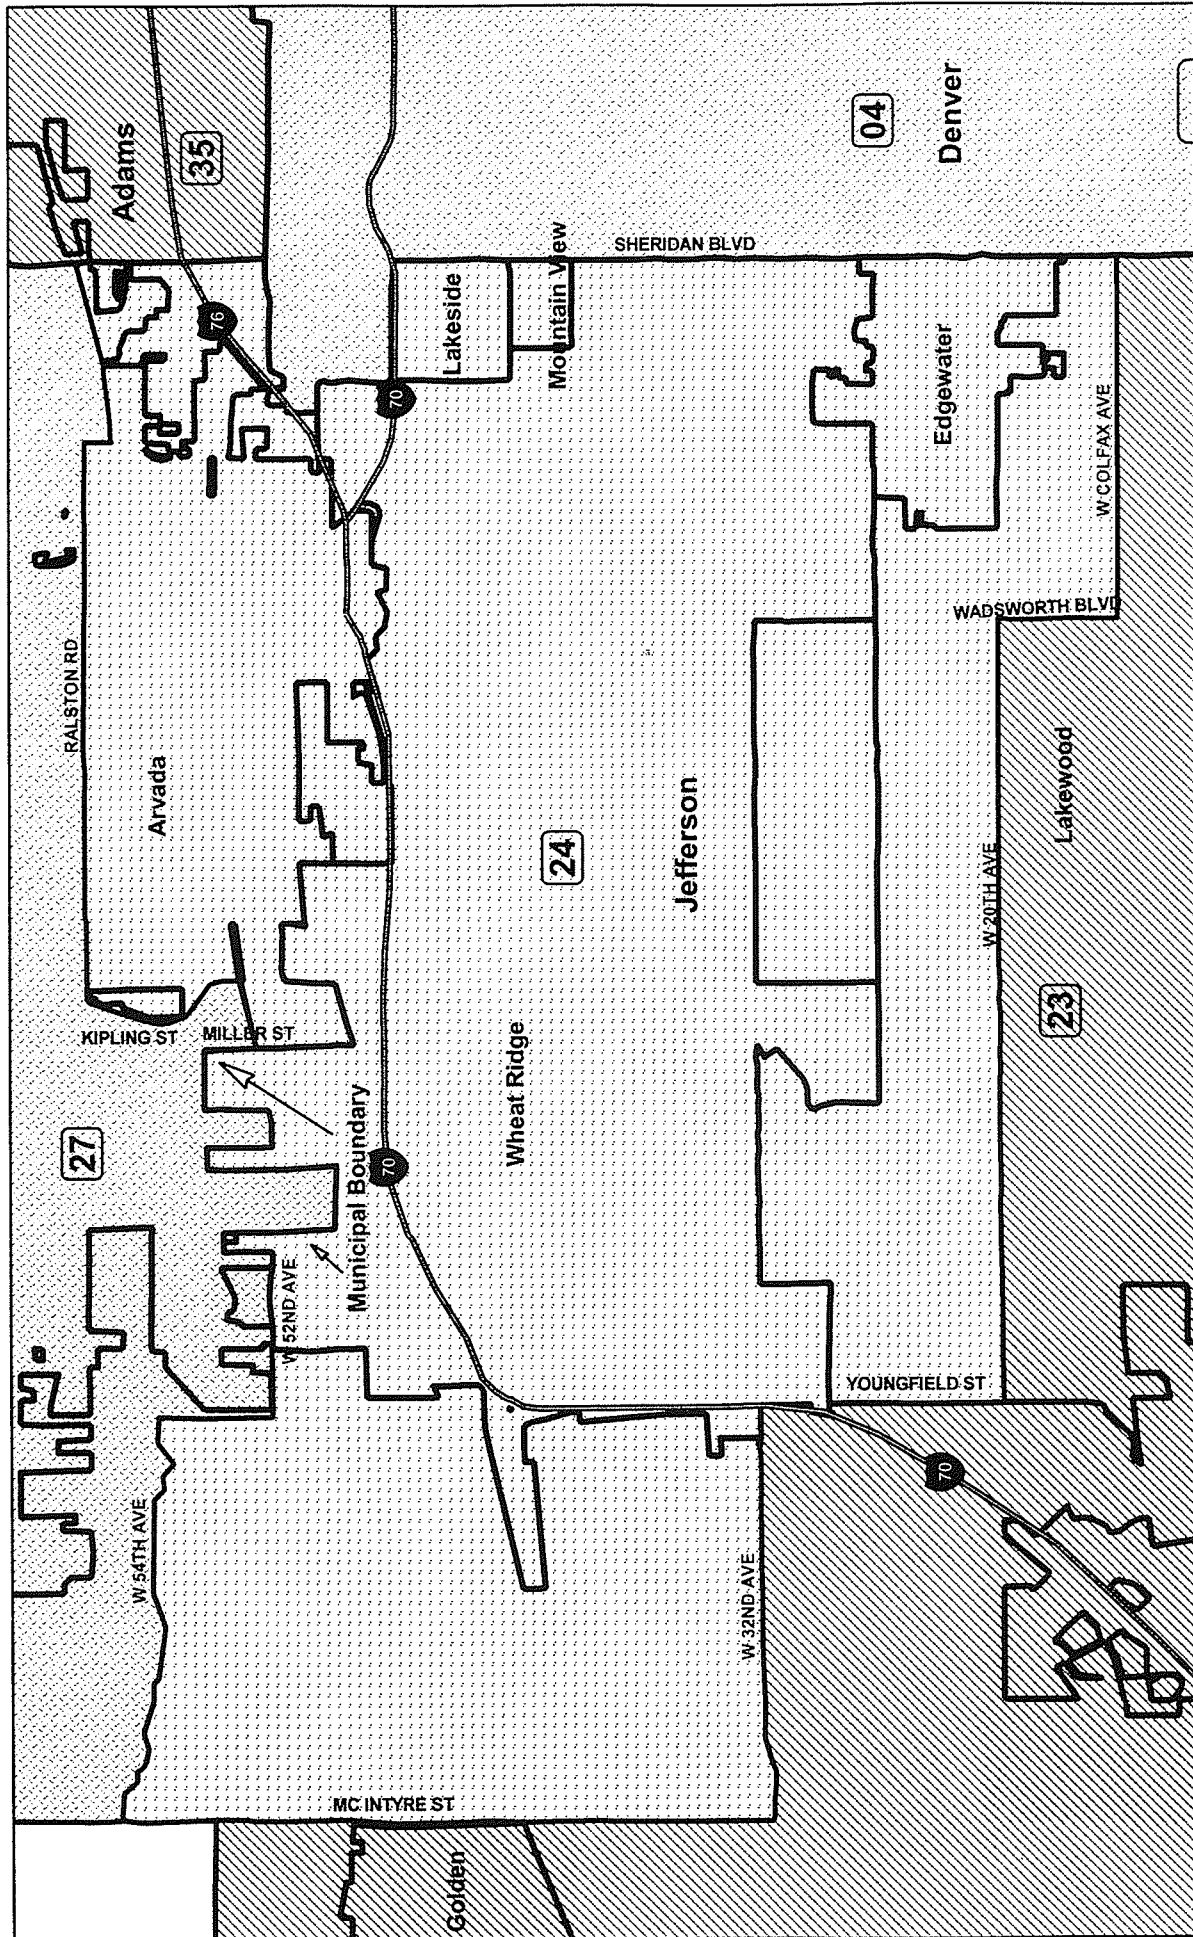 Adams
35
76
04
Denver
SHERIDAN BLVD
Mountain View
Lakeside
70
Edgewater
W COLFAX AVE
WADSWORTH BLVD
RALSTON RD
Arvada
24
Jefferson
Lakewood
W 20TH AVE
23
KIPLING ST
MILLER ST
27
Municipal Boundary
70
Wheat Ridge
W 52ND AVE
YOUNGFIELD ST
70
W 54TH AVE
W 32ND AVE
MC INTYRE ST
Golden